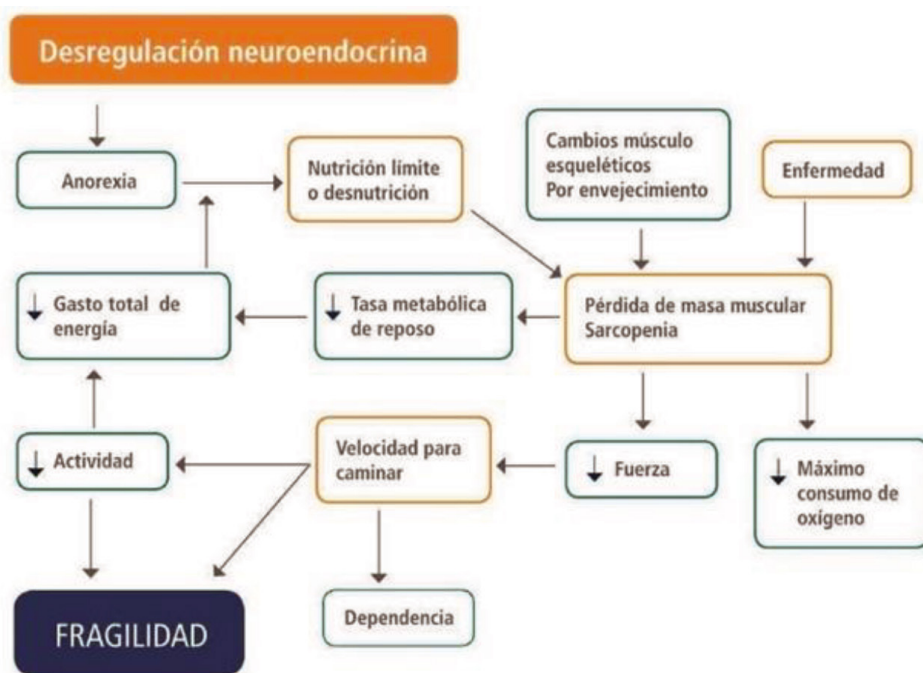 Desregulación neuroendocrina
Anorexia
Nutrición límite
o desnutrición
Cambios músculo
esqueléticos
Por envejecimiento
Enfermedad
Gasto total de
energía
Tasa metabólica
de reposo
Pérdida de masa muscular
Sarcopenia
Actividad
Velocidad para
caminar
Fuerza
Máximo
consumo de
oxígeno
FRAGILIDAD
Dependencia